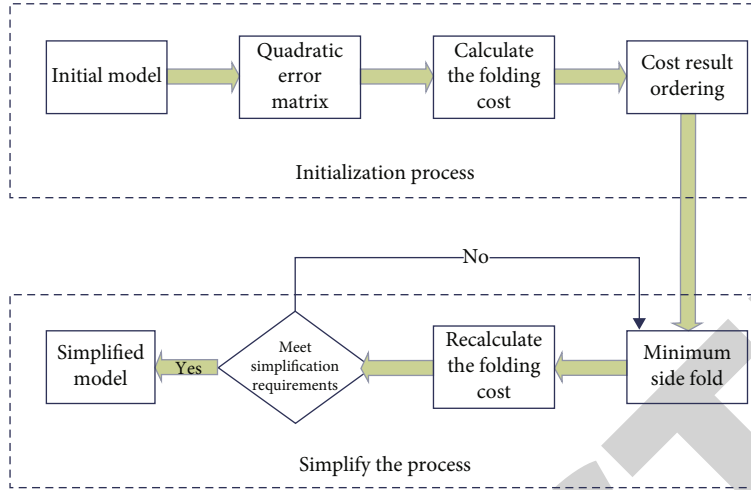 Initial model
Quadratic
error
matrix
Calculate
the folding
cost
Cost result
ordering
Initialization process
No
Simplified
model
Yes
Meet
simplification
requirements
Recalculate
the folding
cost
Minimum
side fold
Simplify the process